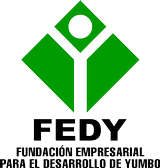 FEDY
FUNDACIÓN EMPRESARIAL
PARA EL DESARROLLO DE YUMBO